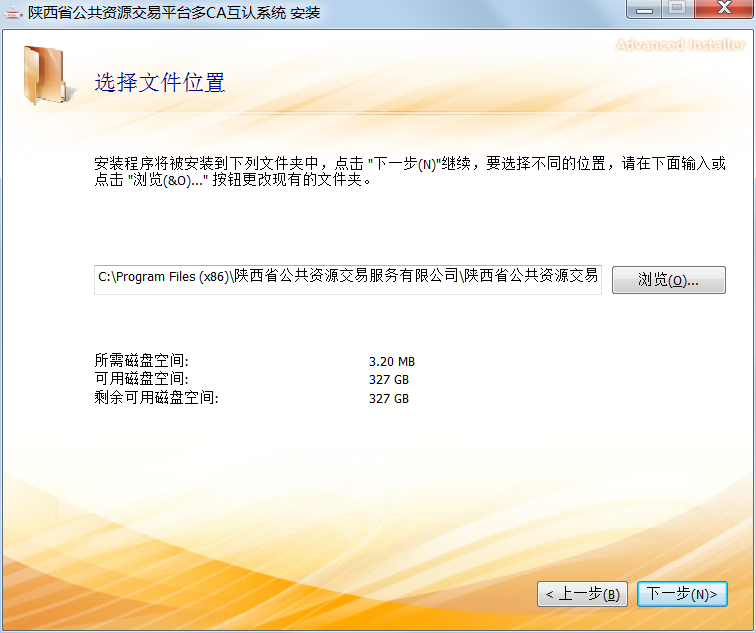 陕西省公共资源交易平台多CA互认系统 安装
Advanced Installer
选择文件位置
安装程序将被安装到下列文件夹中，点击 "下一步(N)"继续，要选择不同的位置，请在下面输入或
点击 "浏览(&O)..." 按钮更改现有的文件夹。
C:\Program Files (x86)\陕西省公共资源交易服务有限公司\陕西省公共资源交易
浏览(O)...
所需磁盘空间: 3.20 MB
可用磁盘空间: 327 GB
剩余可用磁盘空间: 327 GB
< 上一步(B)
下一步(N)>